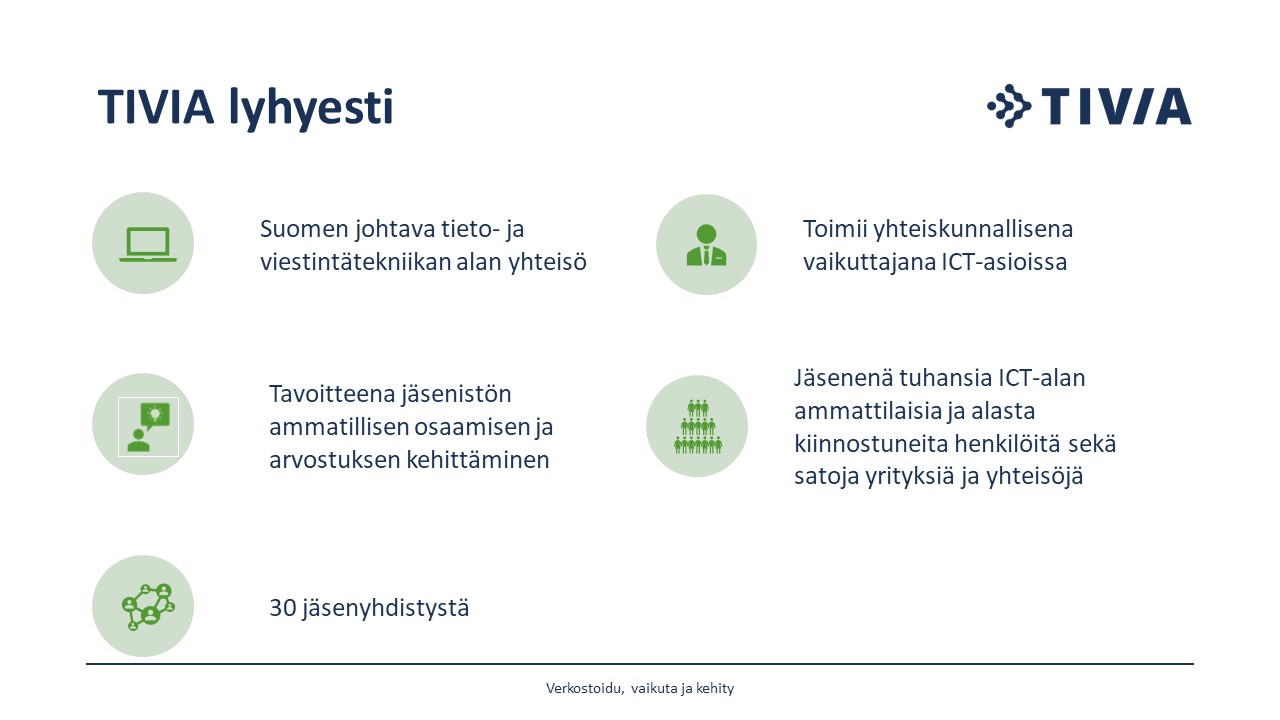 TIVIA lyhyesti
TIVIA
Suomen johtava tieto- ja
viestintätekniikan alan yhteisö
Toimii yhteiskunnallisena
vaikuttajana ICT-asioissa
Tavoitteena jäsenistön
ammatillisen osaamisen ja
arvostuksen kehittäminen
Jäsenenä tuhansia ICT-alan
ammattilaisia ja alasta
kiinnostuneita henkilöitä sekä
satoja yrityksiä ja yhteisöjä
30 jäsenyhdistystä
Verkostoidu, vaikuta ja kehity